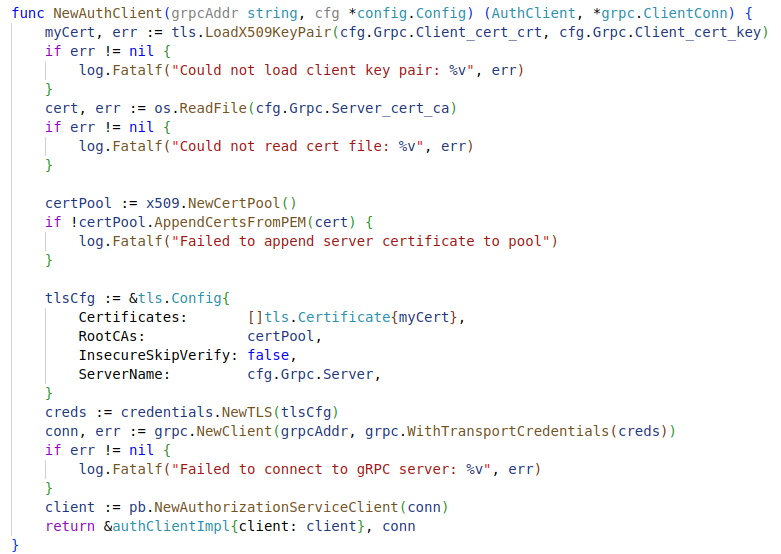 func NewAuthClient(grpcAddr string, cfg *config.Config) (AuthClient, *grpc.ClientConn) {
    myCert, err := tls.LoadX509KeyPair(cfg.Grpc.Client_cert_crt, cfg.Grpc.Client_cert_key)
    if err != nil {
        log.Fatalf("Could not load client key pair: %v", err)
    }
    cert, err := os.ReadFile(cfg.Grpc.Server_cert_ca)
    if err != nil {
        log.Fatalf("Could not read cert file: %v", err)
    }

    certPool := x509.NewCertPool()
    if !certPool.AppendCertsFromPEM(cert) {
        log.Fatalf("Failed to append server certificate to pool")
    }

    tlsCfg := &tls.Config{
        Certificates:       []tls.Certificate{myCert},
        RootCAs:            certPool,
        InsecureSkipVerify: false,
        ServerName:         cfg.Grpc.Server,
    }
    creds := credentials.NewTLS(tlsCfg)
    conn, err := grpc.NewClient(grpcAddr, grpc.WithTransportCredentials(creds))
    if err != nil {
        log.Fatalf("Failed to connect to gRPC server: %v", err)
    }
    client := pb.NewAuthorizationServiceClient(conn)
    return &authClientImpl{client: client}, conn
}